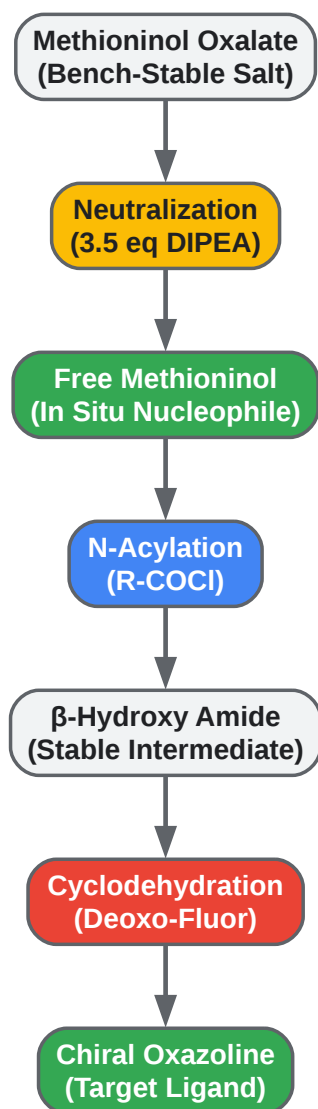 Methioninol Oxalate
(Bench-Stable Salt)
Neutralization
(3.5 eq DIPEA)
Free Methioninol
(In Situ Nucleophile)
N-Acylation
(R-COCl)
β-Hydroxy Amide
(Stable Intermediate)
Cyclodehydration
(Deoxo-Fluor)
Chiral Oxazoline
(Target Ligand)